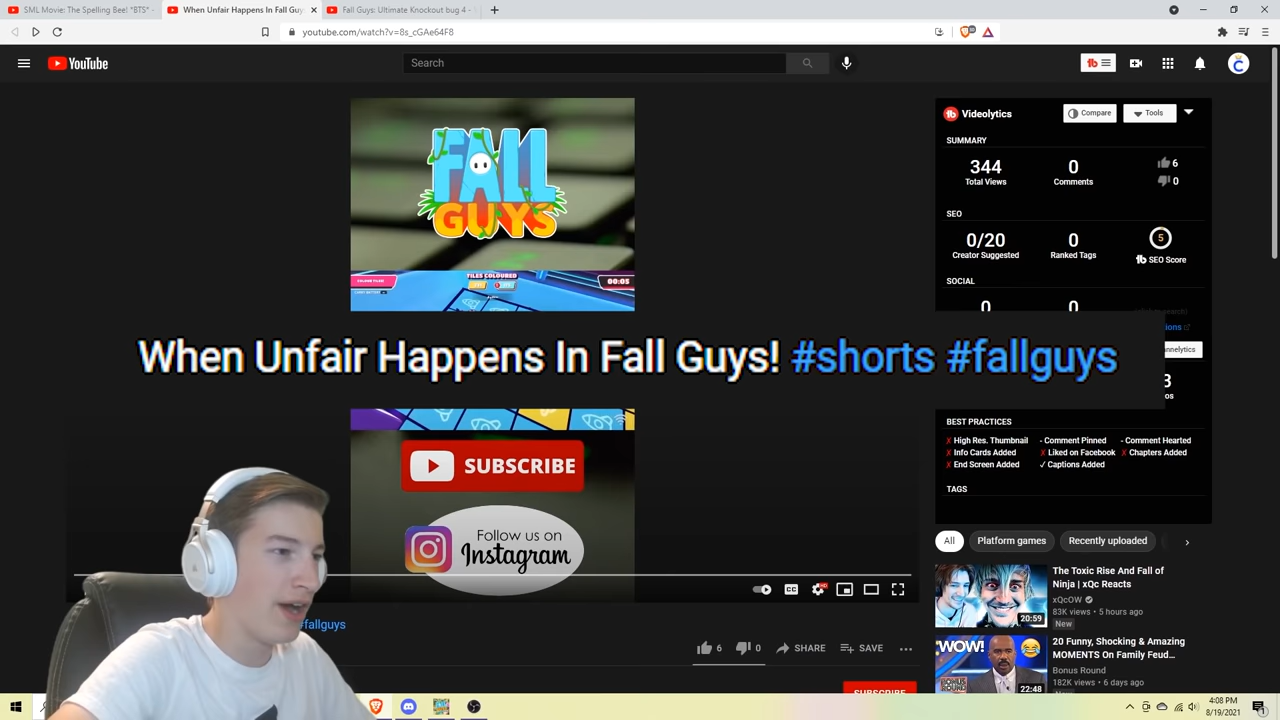 SML Movie: The Spelling Bee! *BTS* -
When Unfair Happens In Fall Guy
Fall Guys: Ultimate Knockout bug 4 -
youtube.com/watch?v=8s_cGAe64F8
YouTube
Search
Videolytics
Compare
Tools
SUMMARY
344
0
6
Total Views
Comments
0
SEO
0/20
0
5
Creator Suggested
Ranked Tags
SEO Score
SOCIAL
0
0
FALL
GUYS
TILES COLOURED
00:05
When Unfair Happens In Fall Guys! #shorts #fallguys
BEST PRACTICES
X High Res. Thumbnail
- Comment Pinned
- Comment Hearted
X Info Cards Added
X Liked on Facebook
X Chapters Added
X End Screen Added
✓ Captions Added
TAGS
SUBSCRIBE
Follow us on
Instagram
CC
HD
#fallguys
6
0
SHARE
SAVE
SUBSCRIBE
All
Platform games
Recently uploaded
The Toxic Rise And Fall of
Ninja | xQc Reacts
xQcOW
83K views • 5 hours ago
New
20:59
WOW!
20 Funny, Shocking & Amazing
MOMENTS On Family Feud...
Bonus Round
182K views • 6 days ago
22:48
4:08 PM
8/19/2021